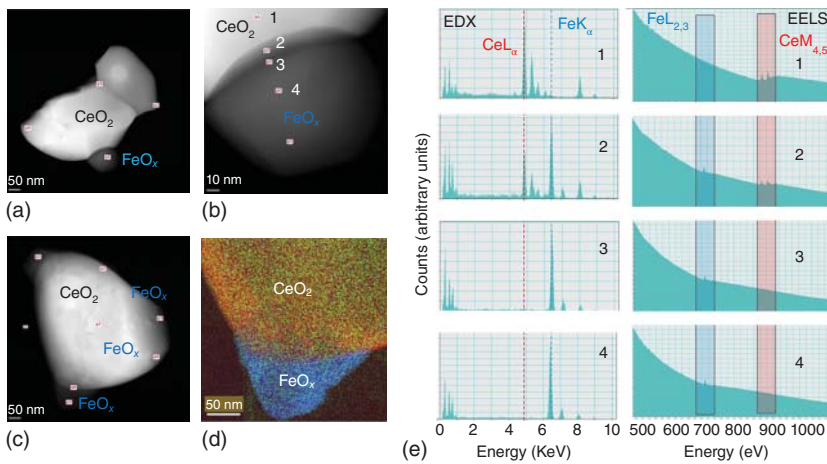 CeO2
FeOx
50 nm
(a)
1
CeO2
2
3
4
FeOx
10 nm
(b)
CeO2
FeOx
FeOx
FeOx
50 nm
(c)
CeO2
FeOx
50 nm
(d)
Counts (arbitrary units)
EDX
FeKα
CeLα
1
2
3
4
0 2 4 6 8 10
Energy (KeV)
FeL2,3
EELS
CeM4,5
1
2
3
4
500 600 700 800 900 1000
Energy (eV)
(e)